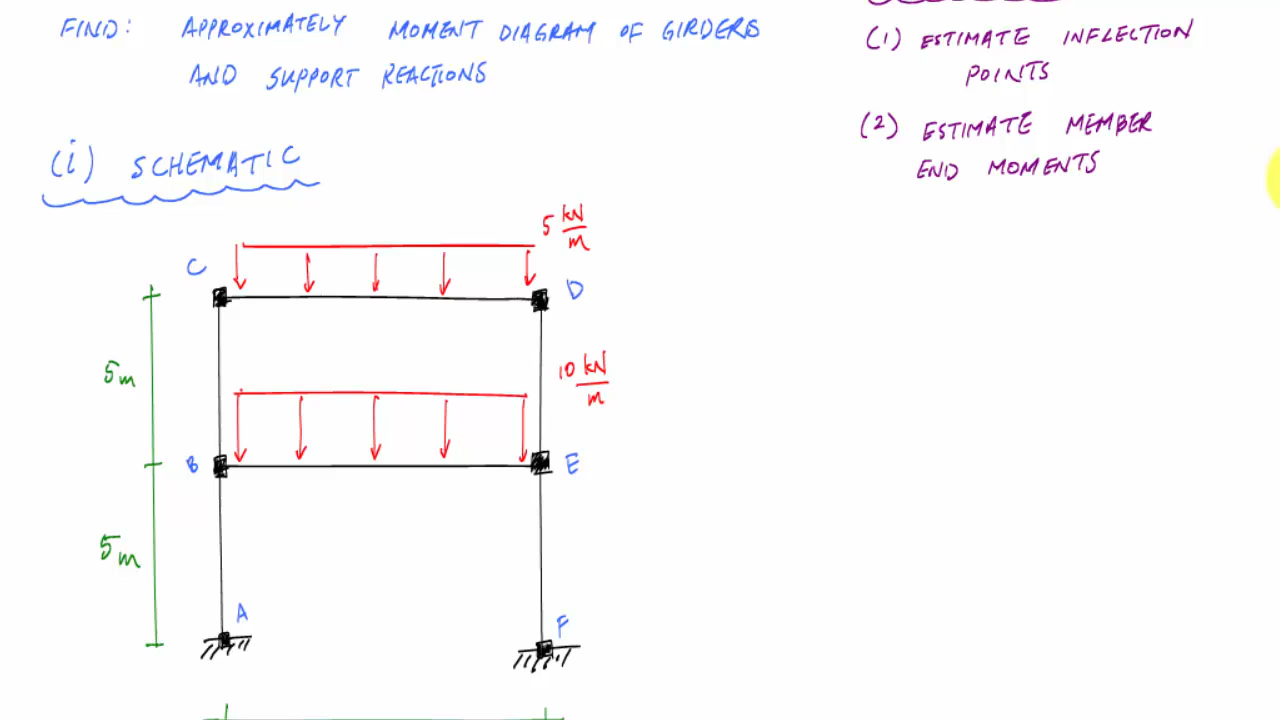 FIND: APPROXIMATELY MOMENT DIAGRAM OF GIRDERS
AND SUPPORT REACTIONS
(1) ESTIMATE INFLECTION
POINTS
(2) ESTIMATE MEMBER
END MOMENTS
(i) SCHEMATIC
5 kN/m
C
D
5m
10 kN/m
B
E
5m
A
F